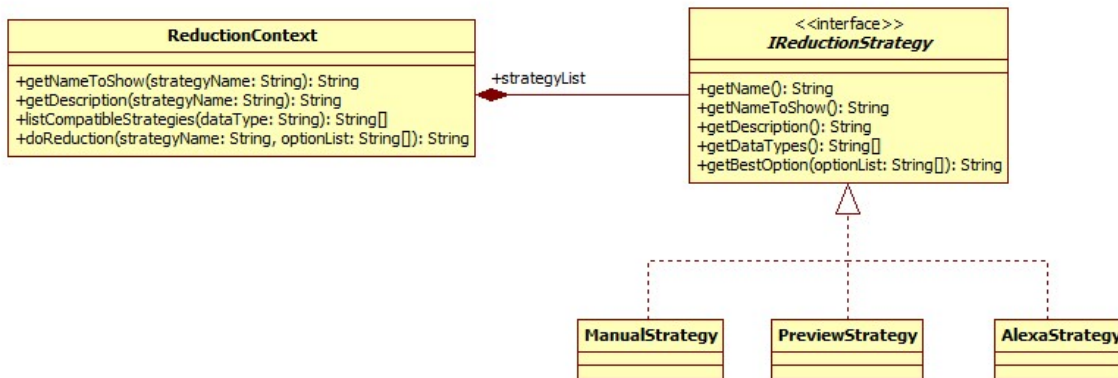 ReductionContext
+getNameToShow(strategyName: String): String
+getDescription(strategyName: String): String
+listCompatibleStrategies(dataType: String): String[]
+doReduction(strategyName: String, optionList: String[]): String
+strategyList
<<interface>>
IReductionStrategy
+getName(): String
+getNameToShow(): String
+getDescription(): String
+getDataTypes(): String[]
+getBestOption(optionList: String[]): String
ManualStrategy
PreviewStrategy
AlexaStrategy